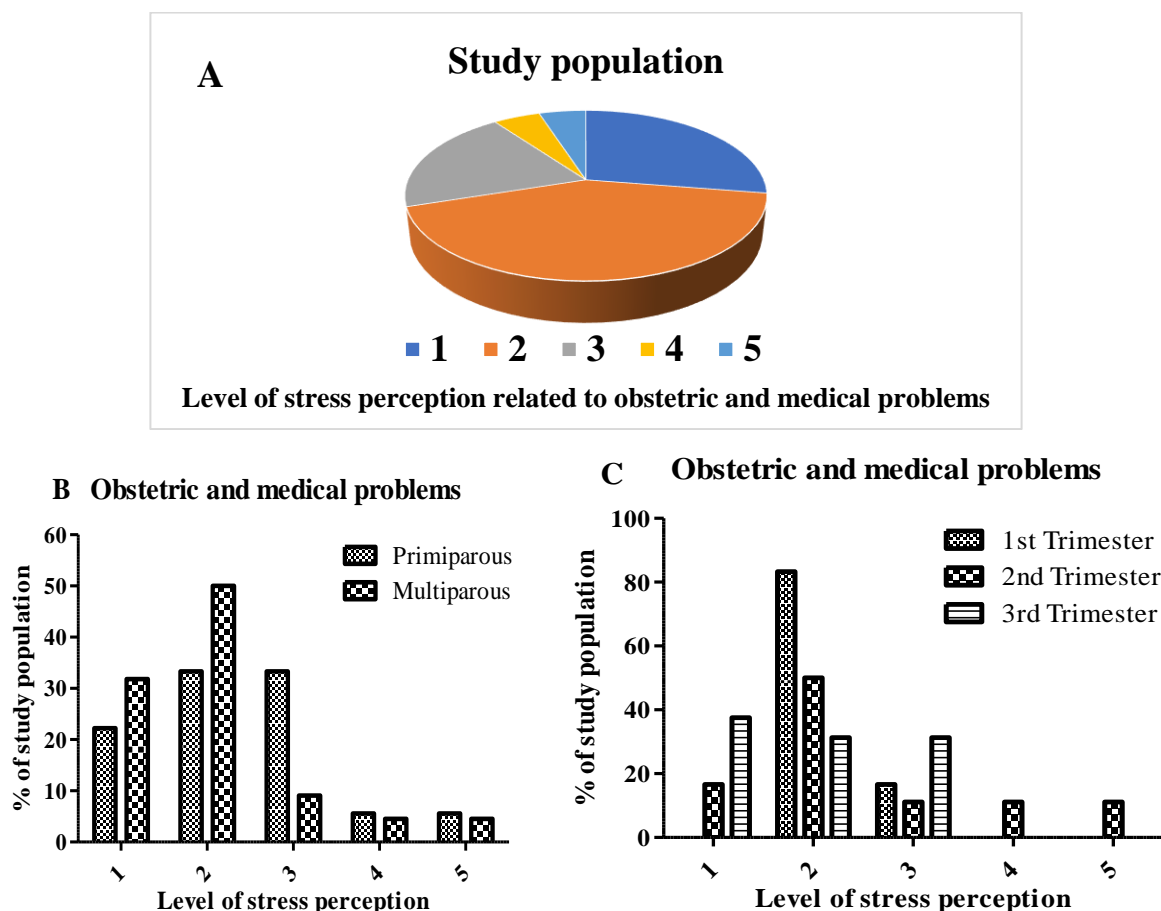 A
Study population
1 2 3 4 5
Level of stress perception related to obstetric and medical problems
B Obstetric and medical problems
% of study population
60
50
40
30
20
10
0
Primiparous
Multiparous
1 2 3 4 5
Level of stress perception
C Obstetric and medical problems
% of study population
100
80
60
40
20
0
1st Trimester
2nd Trimester
3rd Trimester
1 2 3 4 5
Level of stress perception